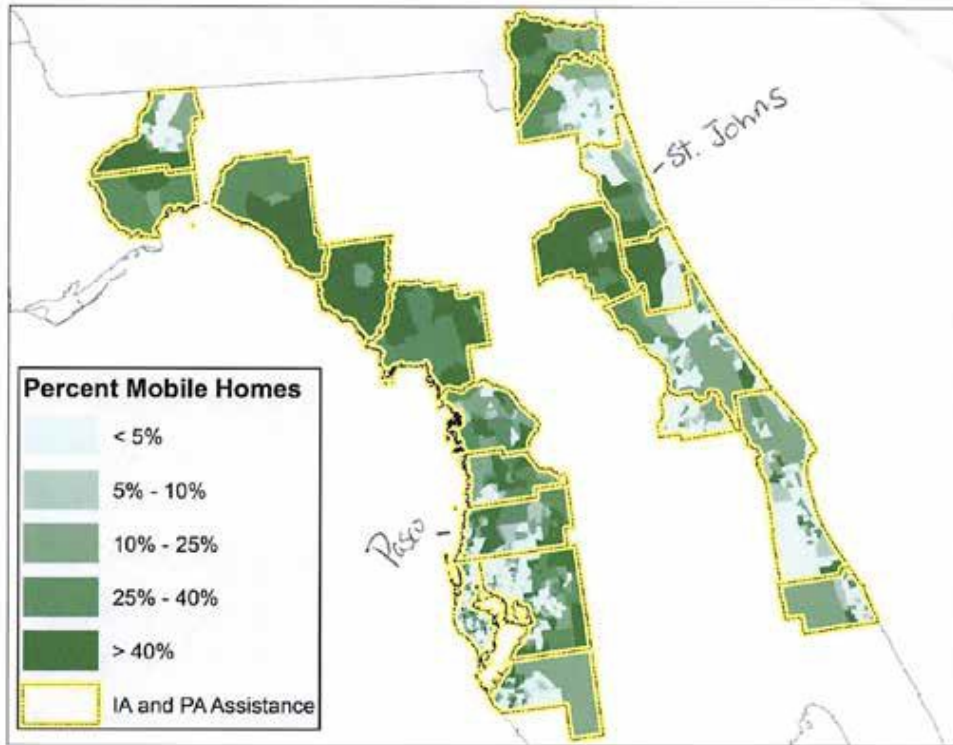 St. Johns
Pasco
Percent Mobile Homes
< 5%
5% - 10%
10% - 25%
25% - 40%
> 40%
IA and PA Assistance